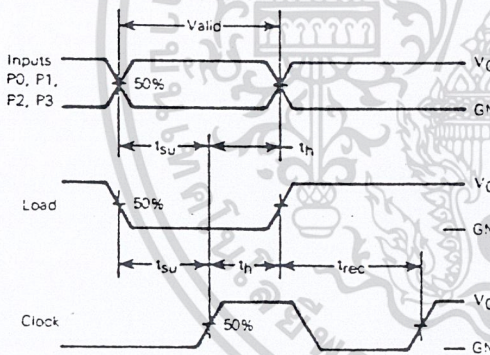 Valid
Inputs
P0, P1,
P2, P3
50%
VC
GN
tsu
th
Load
50%
VC
GN
tsu
th
trec
Clock
50%
VC
GN